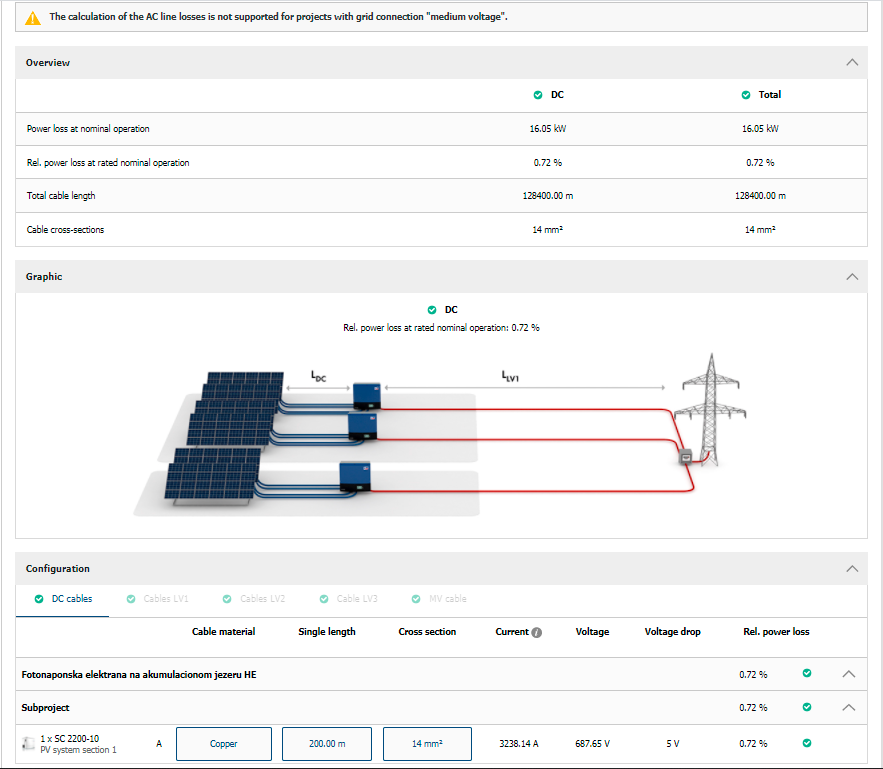 The calculation of the AC line losses is not supported for projects with grid connection "medium voltage".
Overview
DC Total
Power loss at nominal operation 16.05 kW 16.05 kW
Rel. power loss at rated nominal operation 0.72 % 0.72 %
Total cable length 128400.00 m 128400.00 m
Cable cross-sections 14 mm² 14 mm²
Graphic
DC
Rel. power loss at rated nominal operation: 0.72 %
LDC LLV1
Configuration
DC cables Cables LV1 Cables LV2 Cable LV3 MV cable
Cable material Single length Cross section Current i Voltage Voltage drop Rel. power loss
Fotonaponska elektrana na akumulacionom jezeru HE 0.72 %
Subproject 0.72 %
1 x SC 2200-10
PV system section 1
A Copper 200.00 m 14 mm² 3238.14 A 687.65 V 5 V 0.72 %